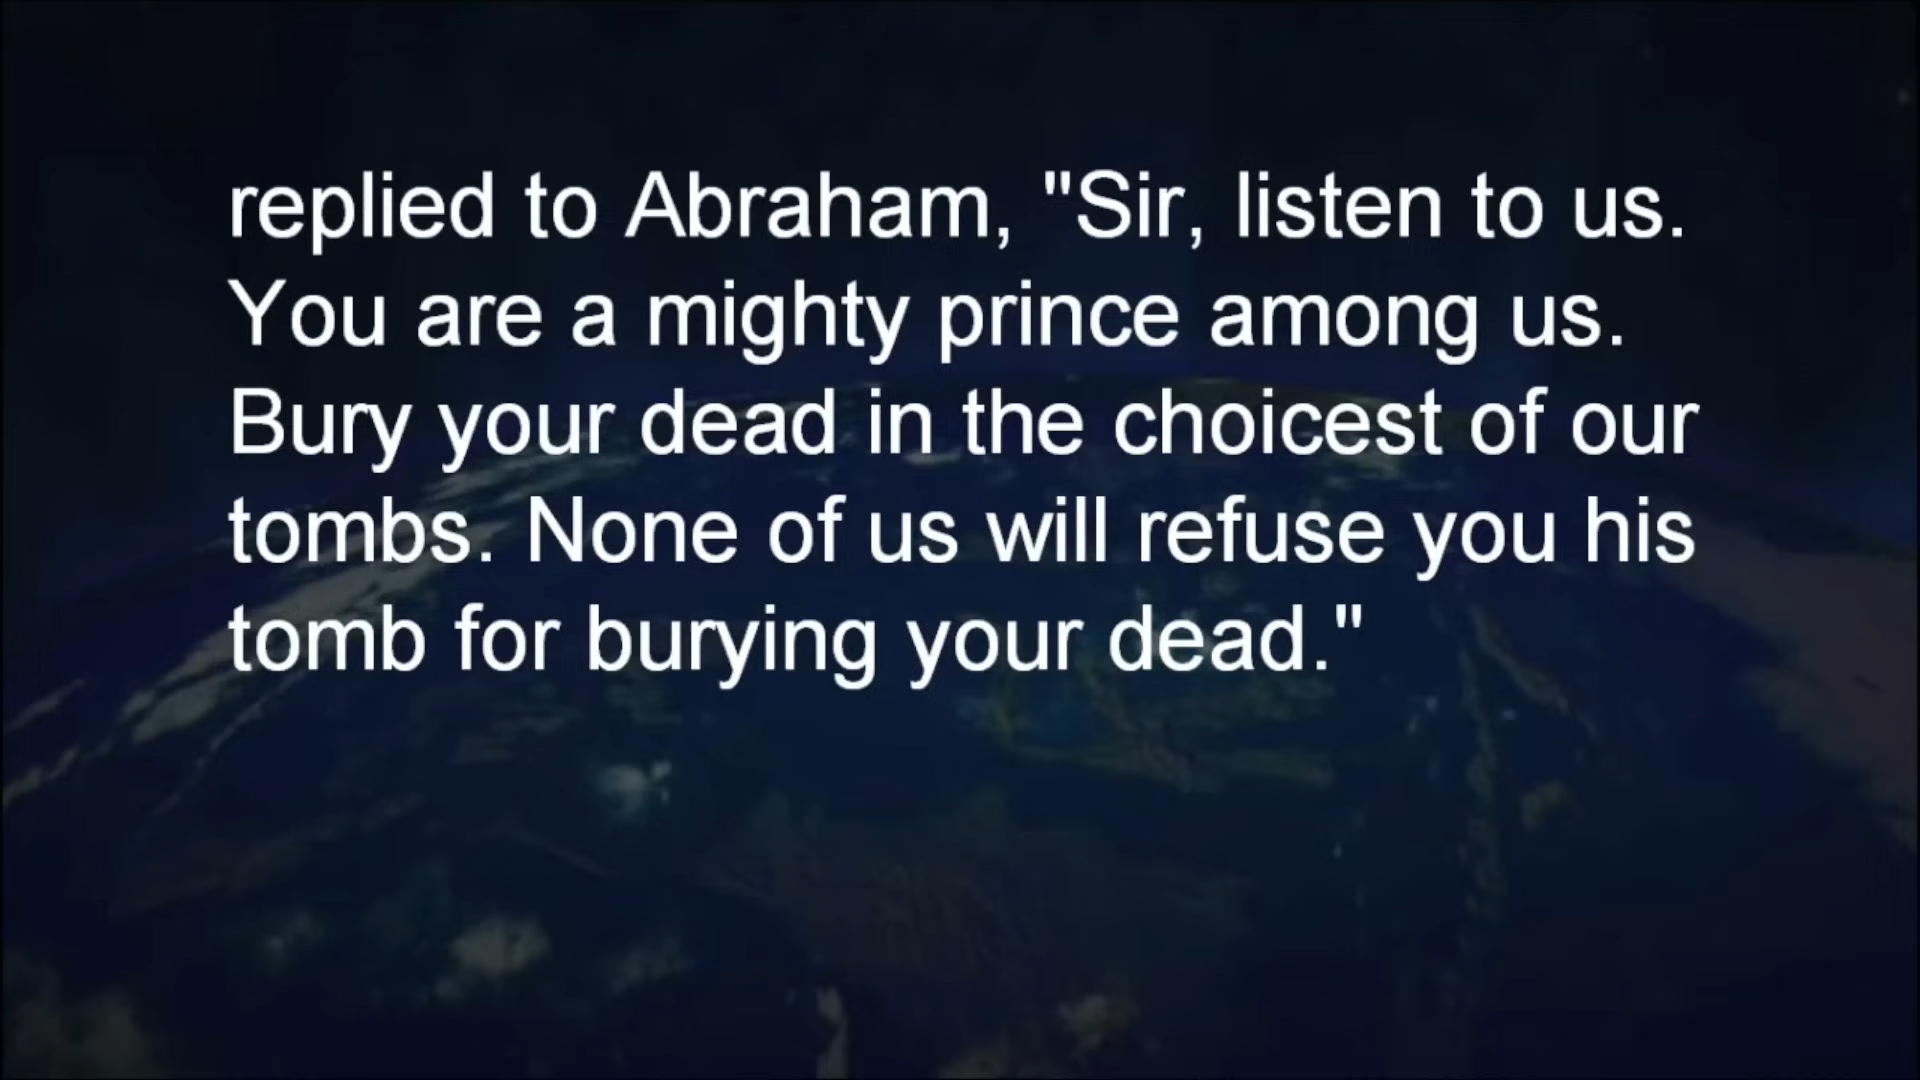 replied to Abraham, "Sir, listen to us.
You are a mighty prince among us.
Bury your dead in the choicest of our
tombs. None of us will refuse you his
tomb for burying your dead."